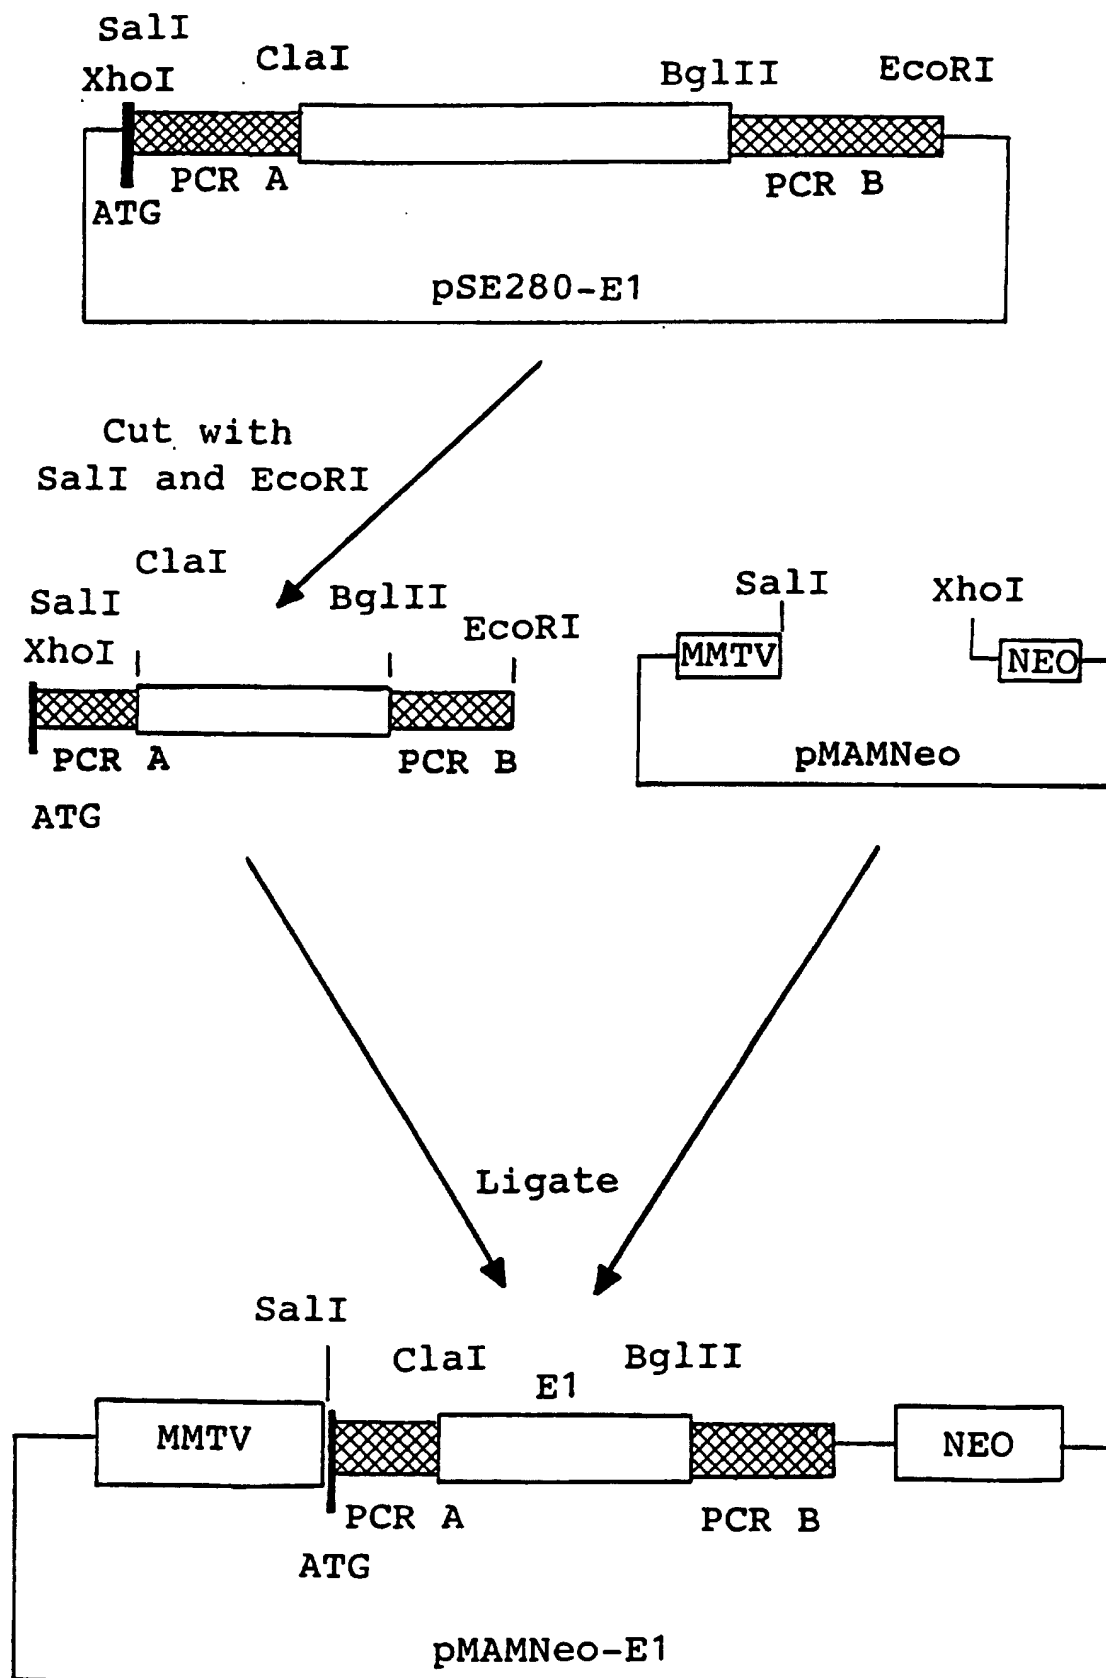 SalI
XhoI
ClaI
BglII
EcoRI
PCR A
PCR B
ATG
pSE280-E1
Cut with
SalI and EcoRI
ClaI
SalI
XhoI
BglII
EcoRI
PCR A
PCR B
ATG
SalI
XhoI
MMTV
NEO
pMAMNeo
Ligate
SalI
ClaI
E1
BglII
MMTV
NEO
PCR A
PCR B
ATG
pMAMNeo-E1